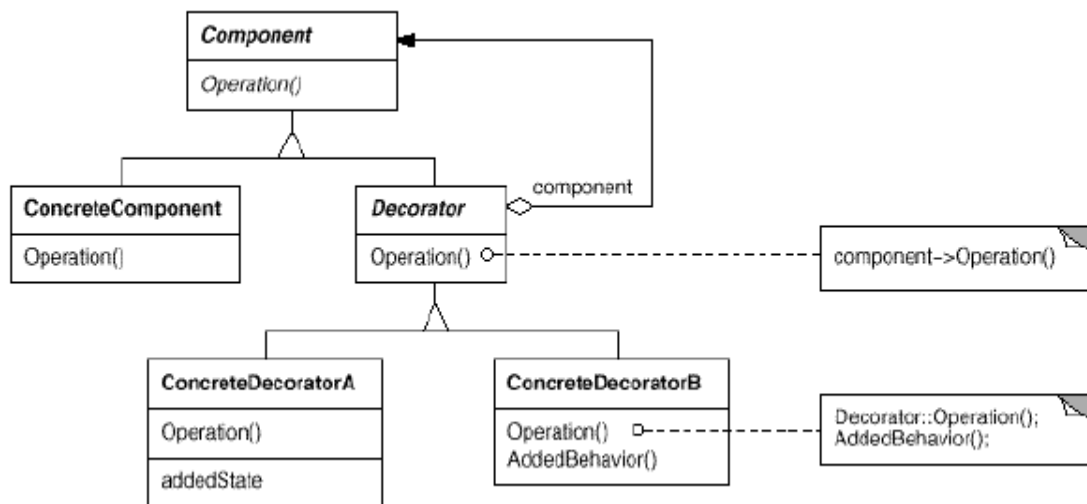 Component
Operation()
component
ConcreteComponent
Operation()
Decorator
Operation()
component->Operation()
ConcreteDecoratorA
Operation()
addedState
ConcreteDecoratorB
Operation()
AddedBehavior()
Decorator::Operation();
AddedBehavior();